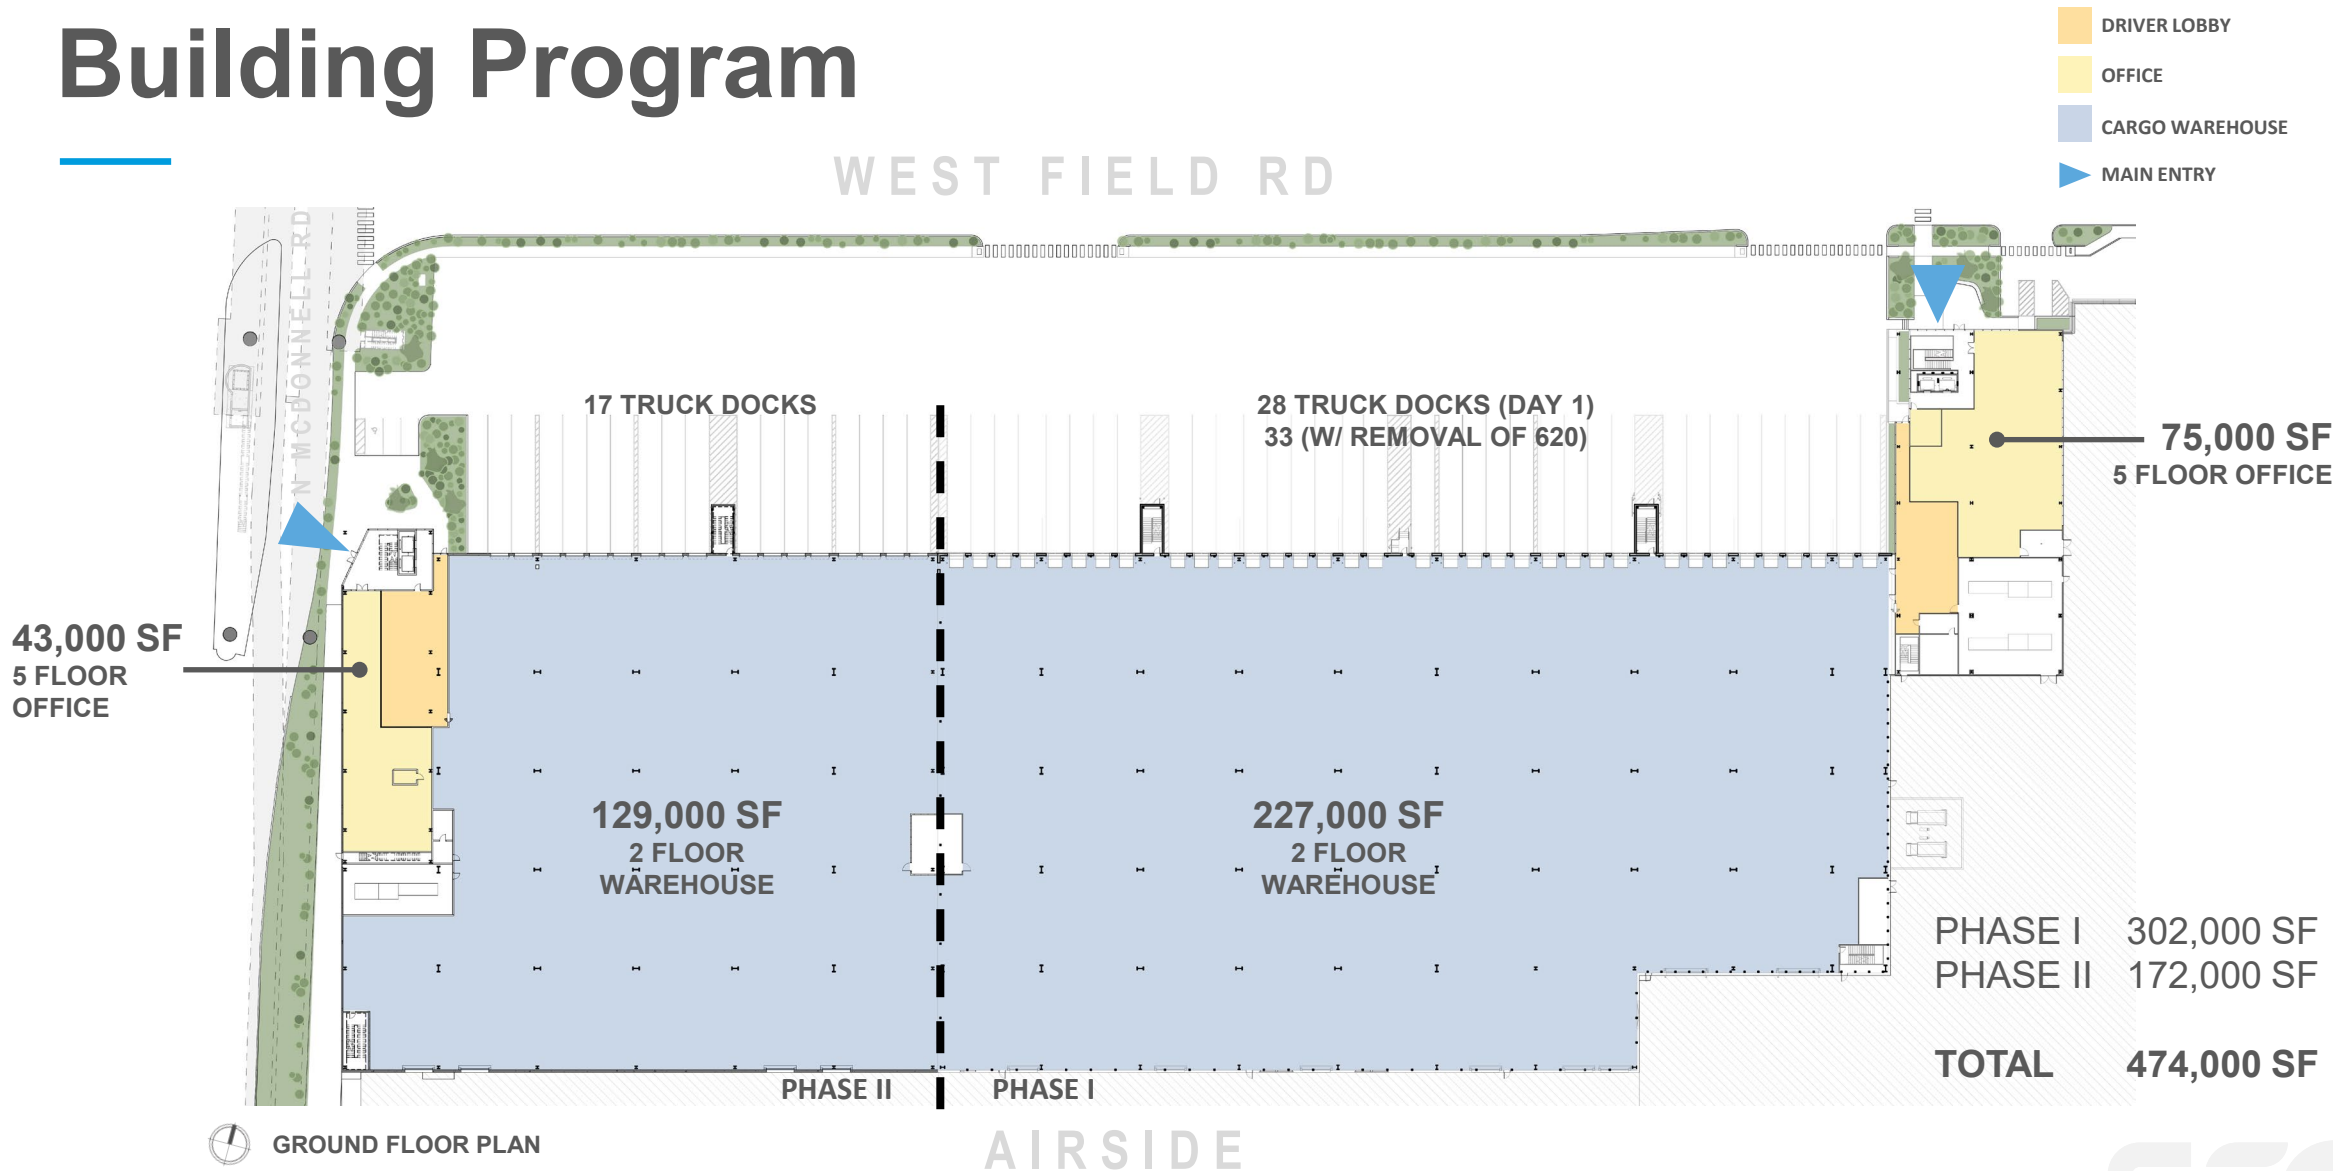 Building Program
DRIVER LOBBY
OFFICE
CARGO WAREHOUSE
MAIN ENTRY
WEST FIELD RD
N MCDONNELL RD
17 TRUCK DOCKS
28 TRUCK DOCKS (DAY 1)
33 (W/ REMOVAL OF 620)
75,000 SF
5 FLOOR OFFICE
43,000 SF
5 FLOOR
OFFICE
129,000 SF
2 FLOOR
WAREHOUSE
227,000 SF
2 FLOOR
WAREHOUSE
PHASE I 302,000 SF
PHASE II 172,000 SF
TOTAL 474,000 SF
PHASE II
PHASE I
GROUND FLOOR PLAN
AIRSIDE